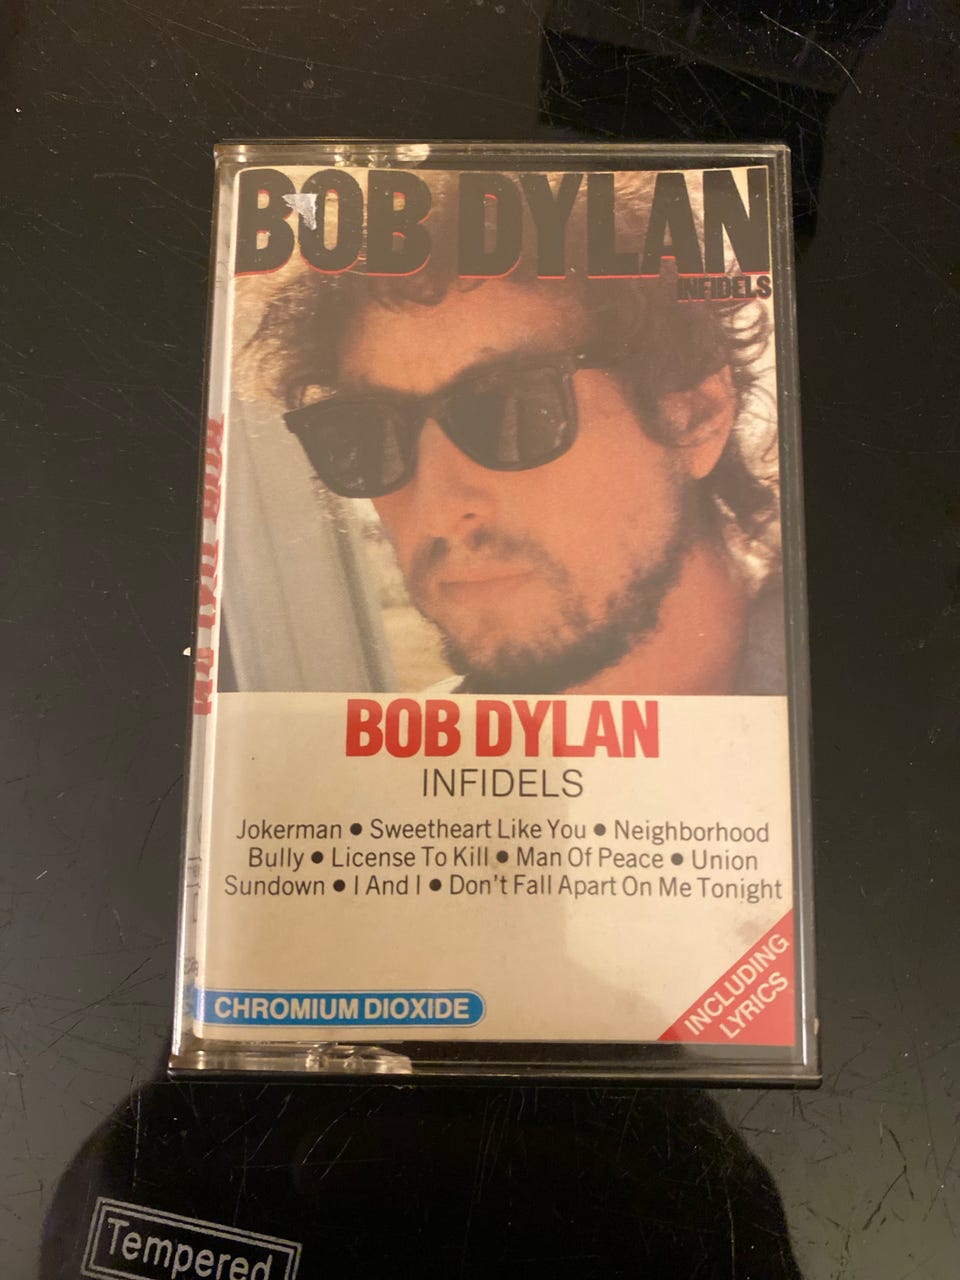 BOB DYLAN
INFIDELS
BOB DYLAN
BOB DYLAN
INFIDELS
Jokerman • Sweetheart Like You • Neighborhood
Bully • License To Kill • Man Of Peace • Union
Sundown • I And I • Don't Fall Apart On Me Tonight
CHROMIUM DIOXIDE
INCLUDING
LYRICS
Tempered